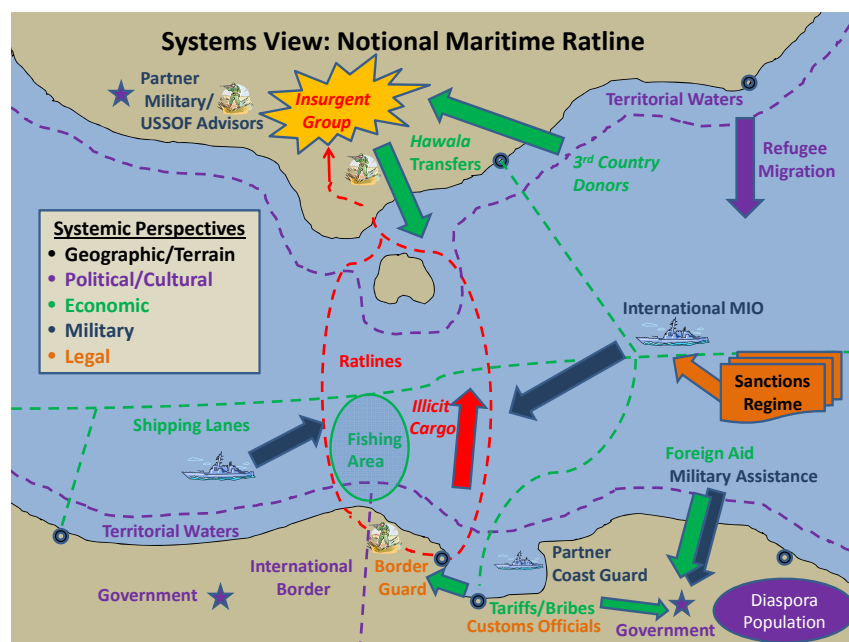 Systems View: Notional Maritime Ratline
Partner
Military/
USSOF Advisors
Insurgent
Group
Hawala
Transfers
3rd Country
Donors
Territorial Waters
Refugee
Migration
Systemic Perspectives
• Geographic/Terrain
• Political/Cultural
• Economic
• Military
• Legal
International MIO
Ratlines
Sanctions
Regime
Illicit
Cargo
Shipping Lanes
Fishing
Area
Foreign Aid
Military Assistance
Territorial Waters
International
Border
Border
Guard
Partner
Coast Guard
Government
Tariffs/Bribes
Customs Officials
Government
Diaspora
Population